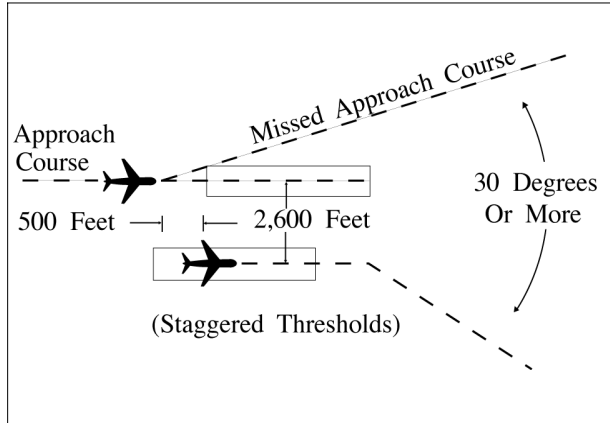 Missed Approach Course
Approach
Course
30 Degrees
Or More
500 Feet
2,600 Feet
(Staggered Thresholds)